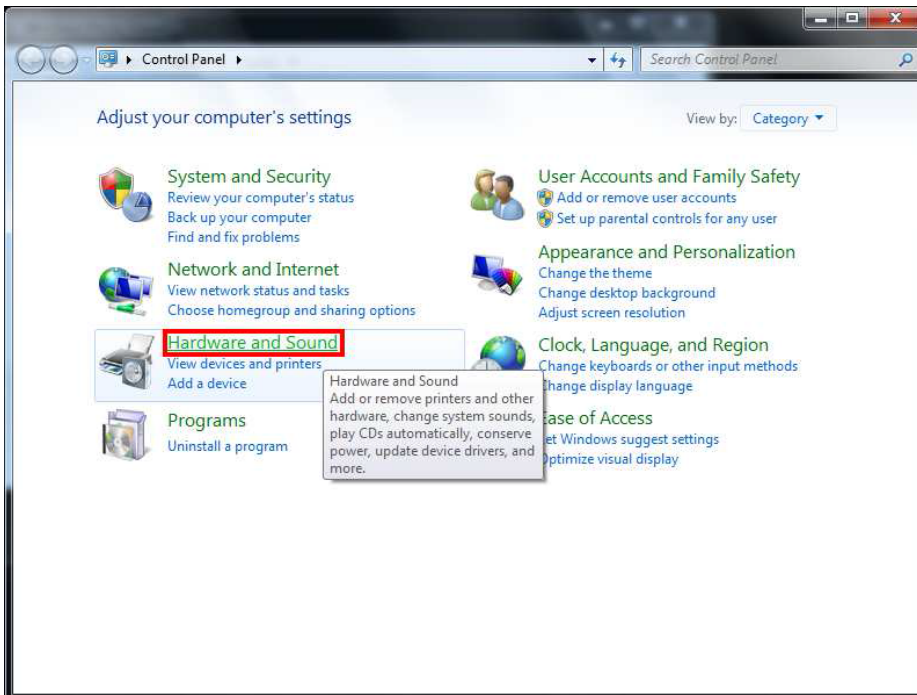 Control Panel
Search Control Panel
Adjust your computer's settings
View by: Category
System and Security
Review your computer's status
Back up your computer
Find and fix problems
Network and Internet
View network status and tasks
Choose homegroup and sharing options
Hardware and Sound
View devices and printers
Add a device
Hardware and Sound
Add or remove printers and other
hardware, change system sounds,
play CDs automatically, conserve
power, update device drivers, and
more.
Programs
Uninstall a program
User Accounts and Family Safety
Add or remove user accounts
Set up parental controls for any user
Appearance and Personalization
Change the theme
Change desktop background
Adjust screen resolution
Clock, Language, and Region
Change keyboards or other input methods
Change display language
Ease of Access
Let Windows suggest settings
Optimize visual display